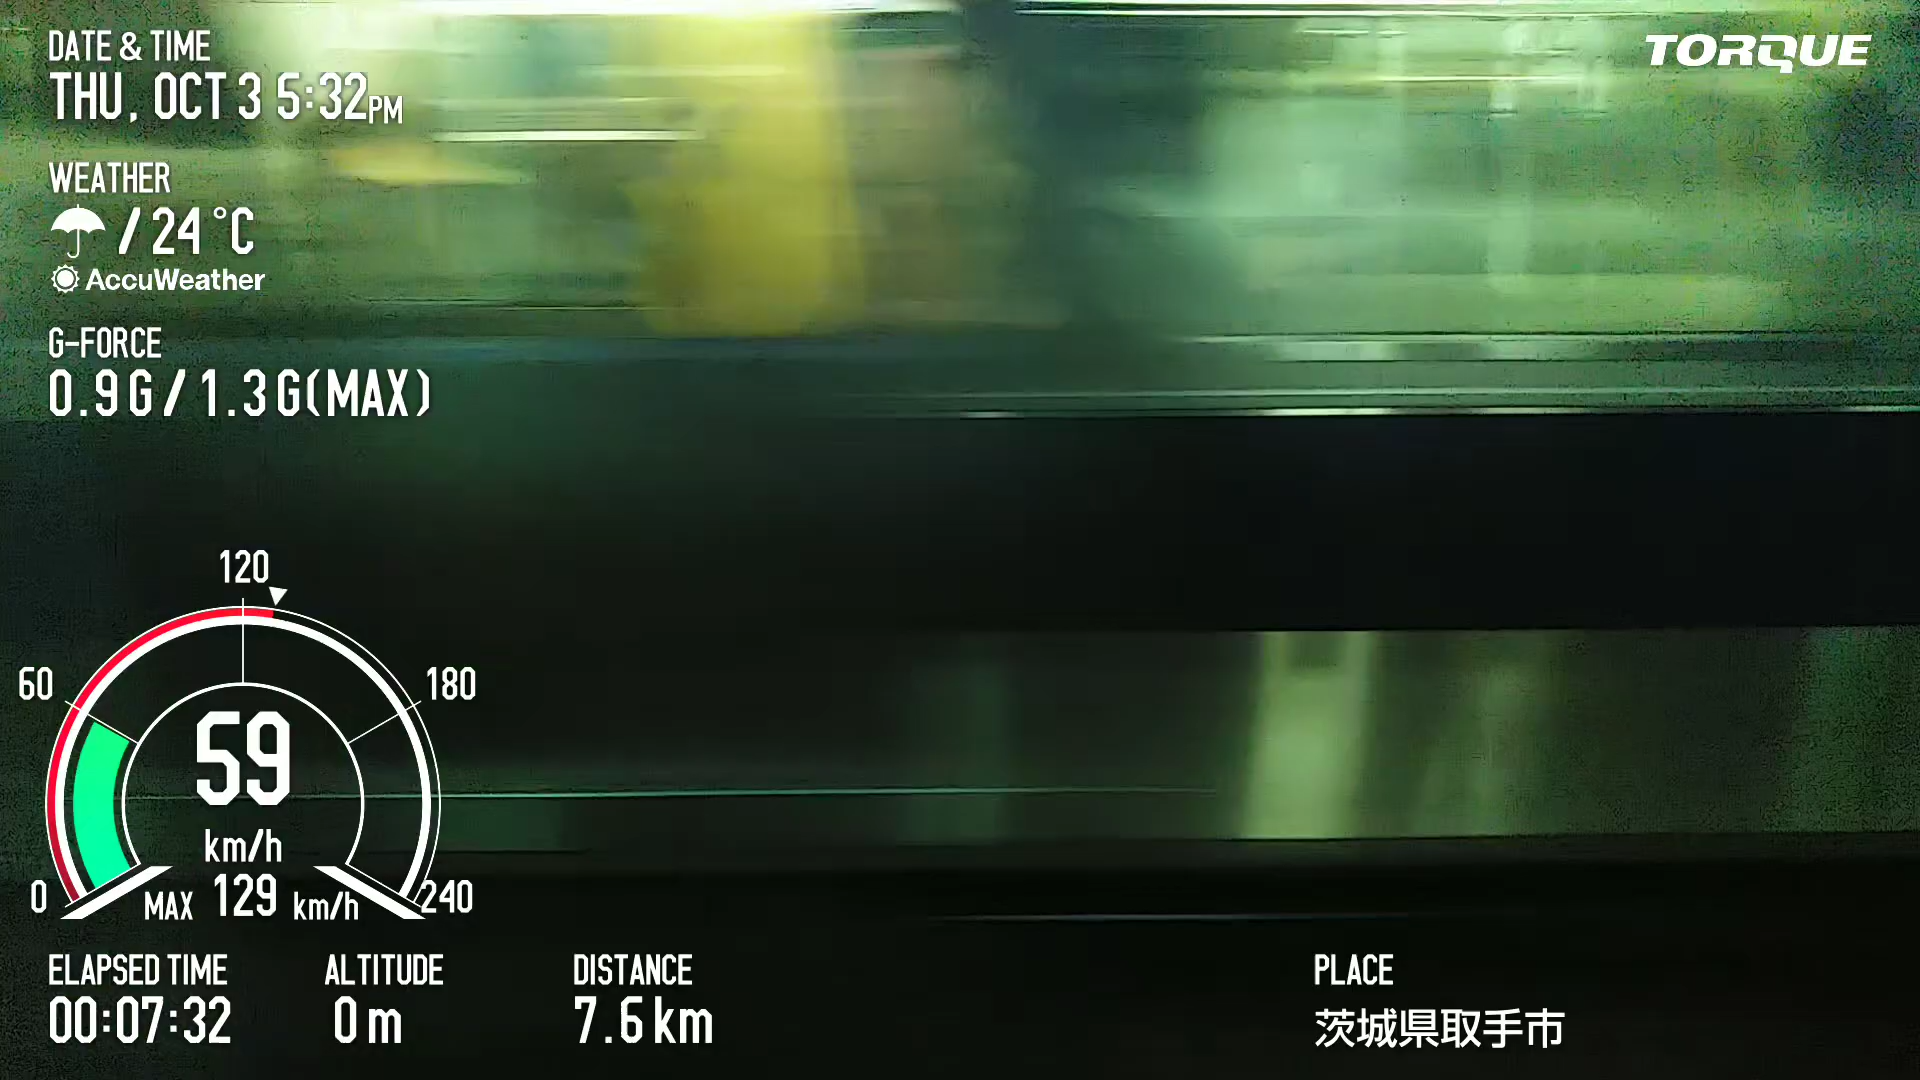 DATE & TIME
THU, OCT 3 5:32PM
TORQUE
WEATHER
/ 24 °C
AccuWeather
G-FORCE
0.9G / 1.3G(MAX)
120
60
180
59
km/h
0
MAX 129 km/h
240
ELAPSED TIME
00:07:32
ALTITUDE
0 m
DISTANCE
7.6 km
PLACE
茨城県取手市